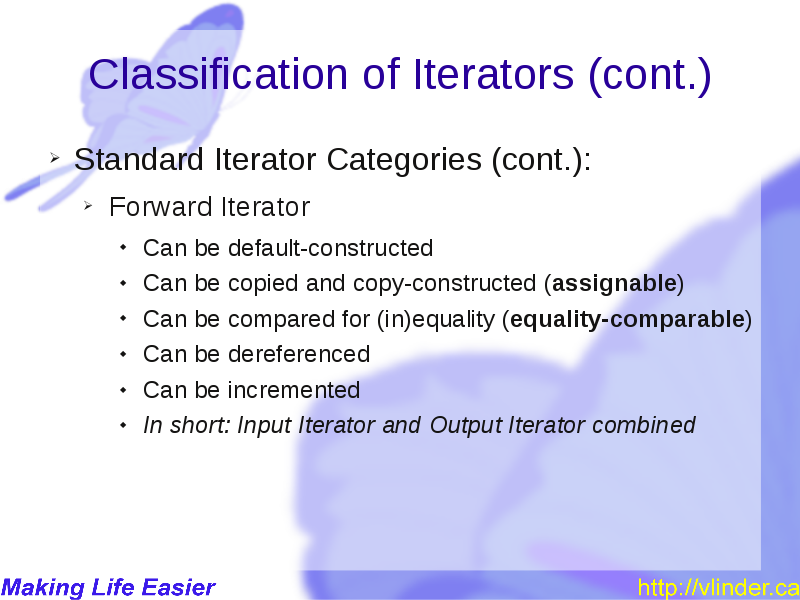 Classification of Iterators (cont.)
Standard Iterator Categories (cont.):
Forward Iterator
Can be default-constructed
Can be copied and copy-constructed (assignable)
Can be compared for (in)equality (equality-comparable)
Can be dereferenced
Can be incremented
In short: Input Iterator and Output Iterator combined
Making Life Easier
http://vlinder.ca